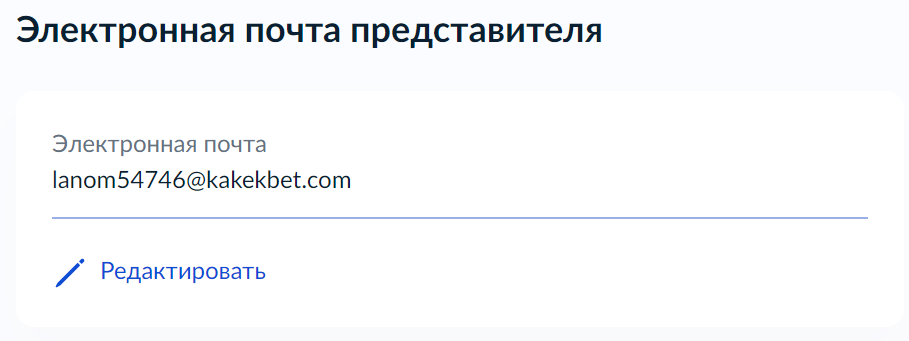 Электронная почта представителя
Электронная почта
lanom54746@kakekbet.com
Редактировать